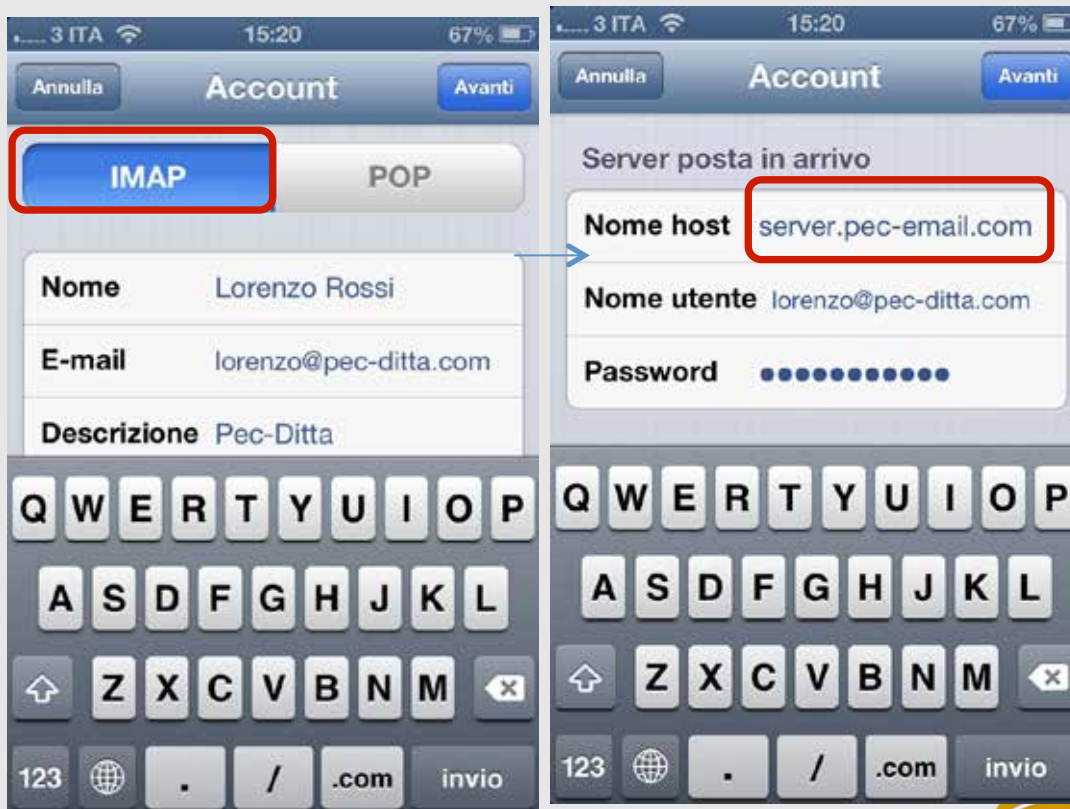 3 ITA 15:20 67%
Annulla Account Avanti
IMAP POP
Nome Lorenzo Rossi
E-mail lorenzo@pec-ditta.com
Descrizione Pec-Ditta
Q W E R T Y U I O P
A S D F G H J K L
Z X C V B N M
123 . / .com invio
3 ITA 15:20 67%
Annulla Account Avanti
Server posta in arrivo
Nome host server.pec-email.com
Nome utente lorenzo@pec-ditta.com
Password ●●●●●●●●●●●
Q W E R T Y U I O P
A S D F G H J K L
Z X C V B N M
123 . / .com invio